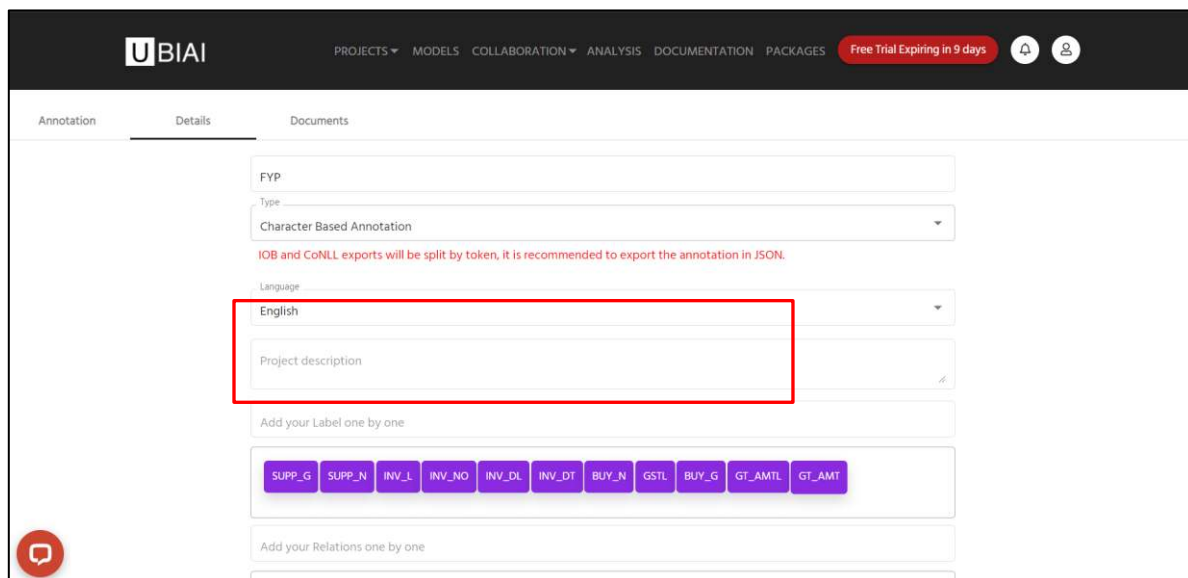 UBIAI PROJECTS MODELS COLLABORATION ANALYSIS DOCUMENTATION PACKAGES Free Trial Expiring in 9 days
Annotation Details Documents
FYP
Type
Character Based Annotation
IOB and CoNLL exports will be split by token, it is recommended to export the annotation in JSON.
Language
English
Project description
Add your Label one by one
SUPP_G SUPP_N INV_L INV_NO INV_DL INV_DT BUY_N GSTL BUY_G GT_AMTL GT_AMT
Add your Relations one by one